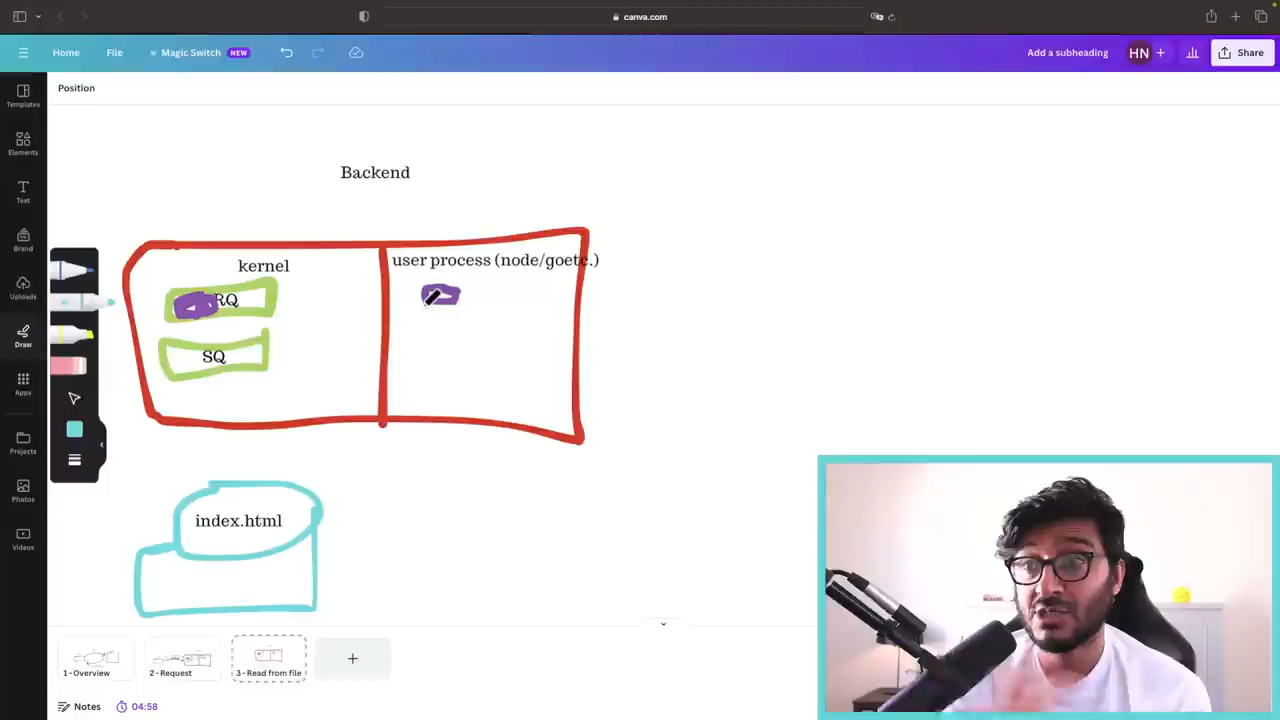 canva.com
Home
File
Magic Switch
NEW
Add a subheading
HN
Share
Templates
Position
Elements
Backend
Text
Brand
kernel
user process (node/goetc.)
Uploads
RQ
Draw
SQ
Apps
Projects
Photos
index.html
Videos
1 - Overview
2 - Request
3 - Read from file
Notes
04:58